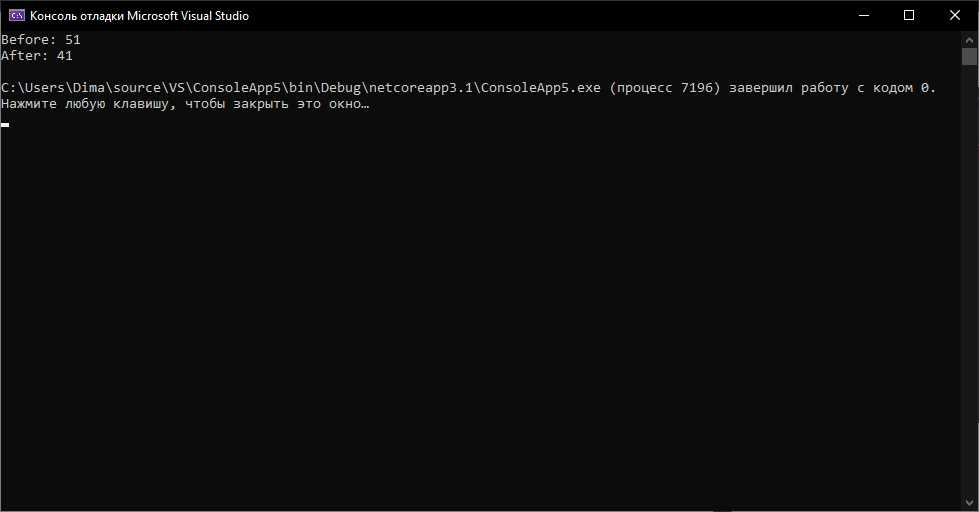 C:\ Консоль отладки Microsoft Visual Studio
Before: 51
After: 41
C:\Users\Dima\source\VS\ConsoleApp5\bin\Debug\netcoreapp3.1\ConsoleApp5.exe (процесс 7196) завершил работу с кодом 0.
Нажмите любую клавишу, чтобы закрыть это окно…